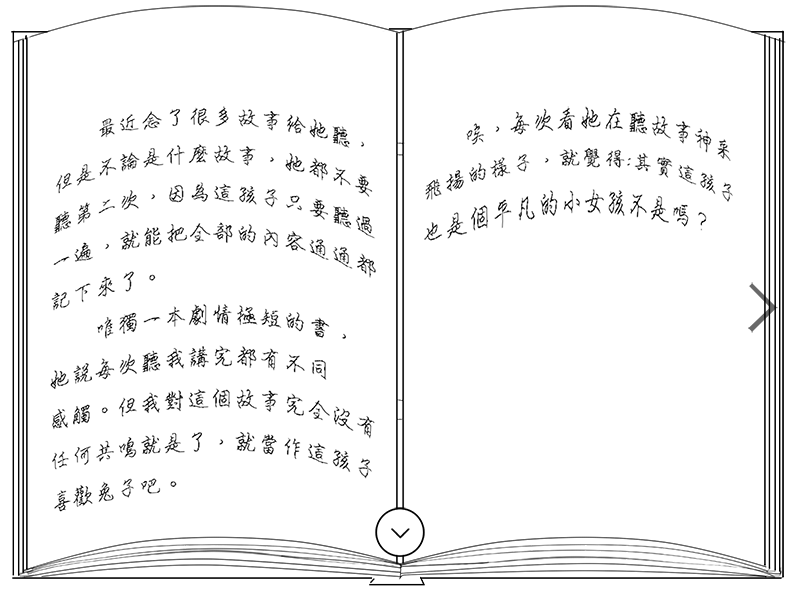 最近念了很多故事給她聽，
但是不論是什麼故事，她都不要
聽第二次，因為這孩子只要聽過
一遍，就能把全部的內容通通都
記下來了。
唯獨一本劇情極短的書，
她說每次聽我講完都有不同
感觸。但我對這個故事完全沒有
任何共鳴就是了，就當作這孩子
喜歡兔子吧。
唉，每次看她在聽故事神采
飛揚的樣子，就覺得：其實這孩子
也是個平凡的小女孩不是嗎？